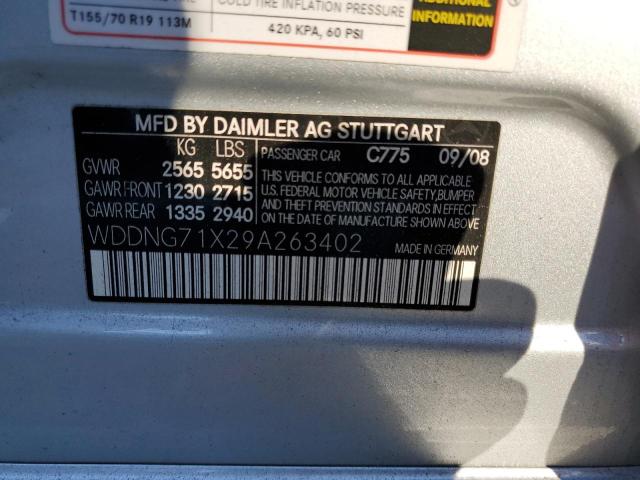 COLD TIRE INFLATION PRESSURE
T155/70 R19 113M
420 KPA, 60 PSI
ADDITIONAL
INFORMATION
MFD BY DAIMLER AG STUTTGART
KG LBS
GVWR 2565 5655
GAWR FRONT 1230 2715
GAWR REAR 1335 2940
PASSENGER CAR C775 09/08
THIS VEHICLE CONFORMS TO ALL APPLICABLE
U.S. FEDERAL MOTOR VEHICLE SAFETY, BUMPER
AND THEFT PREVENTION STANDARDS IN EFFECT ON
THE DATE OF MANUFACTURE SHOWN ABOVE
WDDNG71X29A263402
MADE IN GERMANY